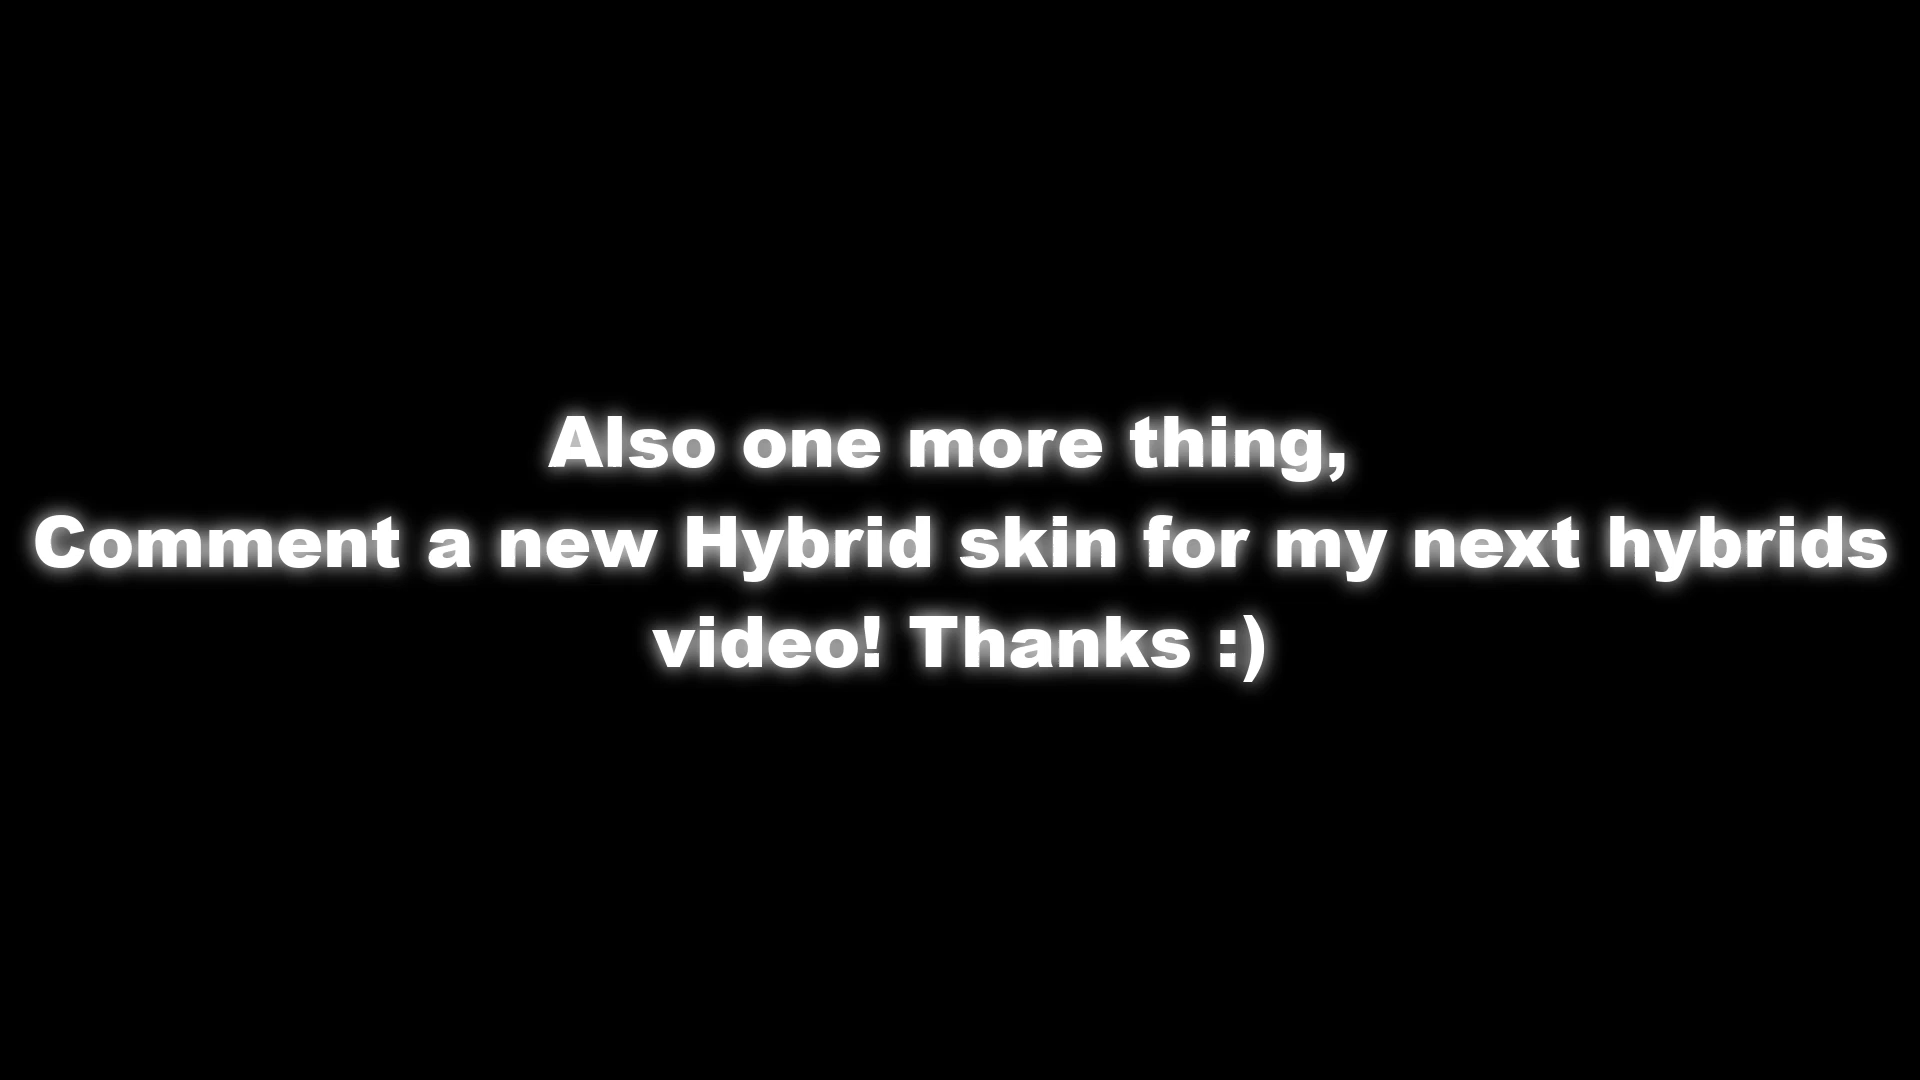 Also one more thing,
Comment a new Hybrid skin for my next hybrids
video! Thanks :)